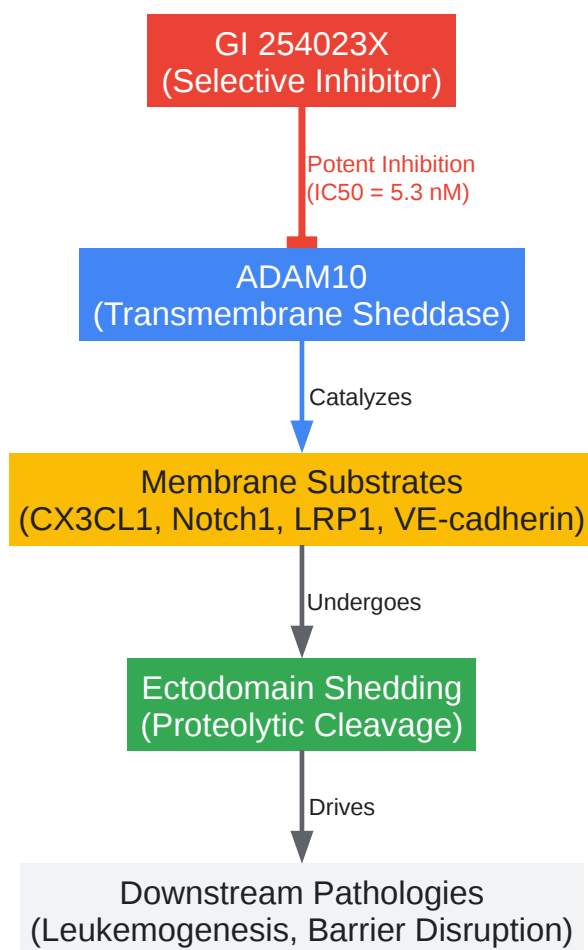 GI 254023X
(Selective Inhibitor)
Potent Inhibition
(IC50 = 5.3 nM)
ADAM10
(Transmembrane Sheddase)
Catalyzes
Membrane Substrates
(CX3CL1, Notch1, LRP1, VE-cadherin)
Undergoes
Ectodomain Shedding
(Proteolytic Cleavage)
Drives
Downstream Pathologies
(Leukemogenesis, Barrier Disruption)